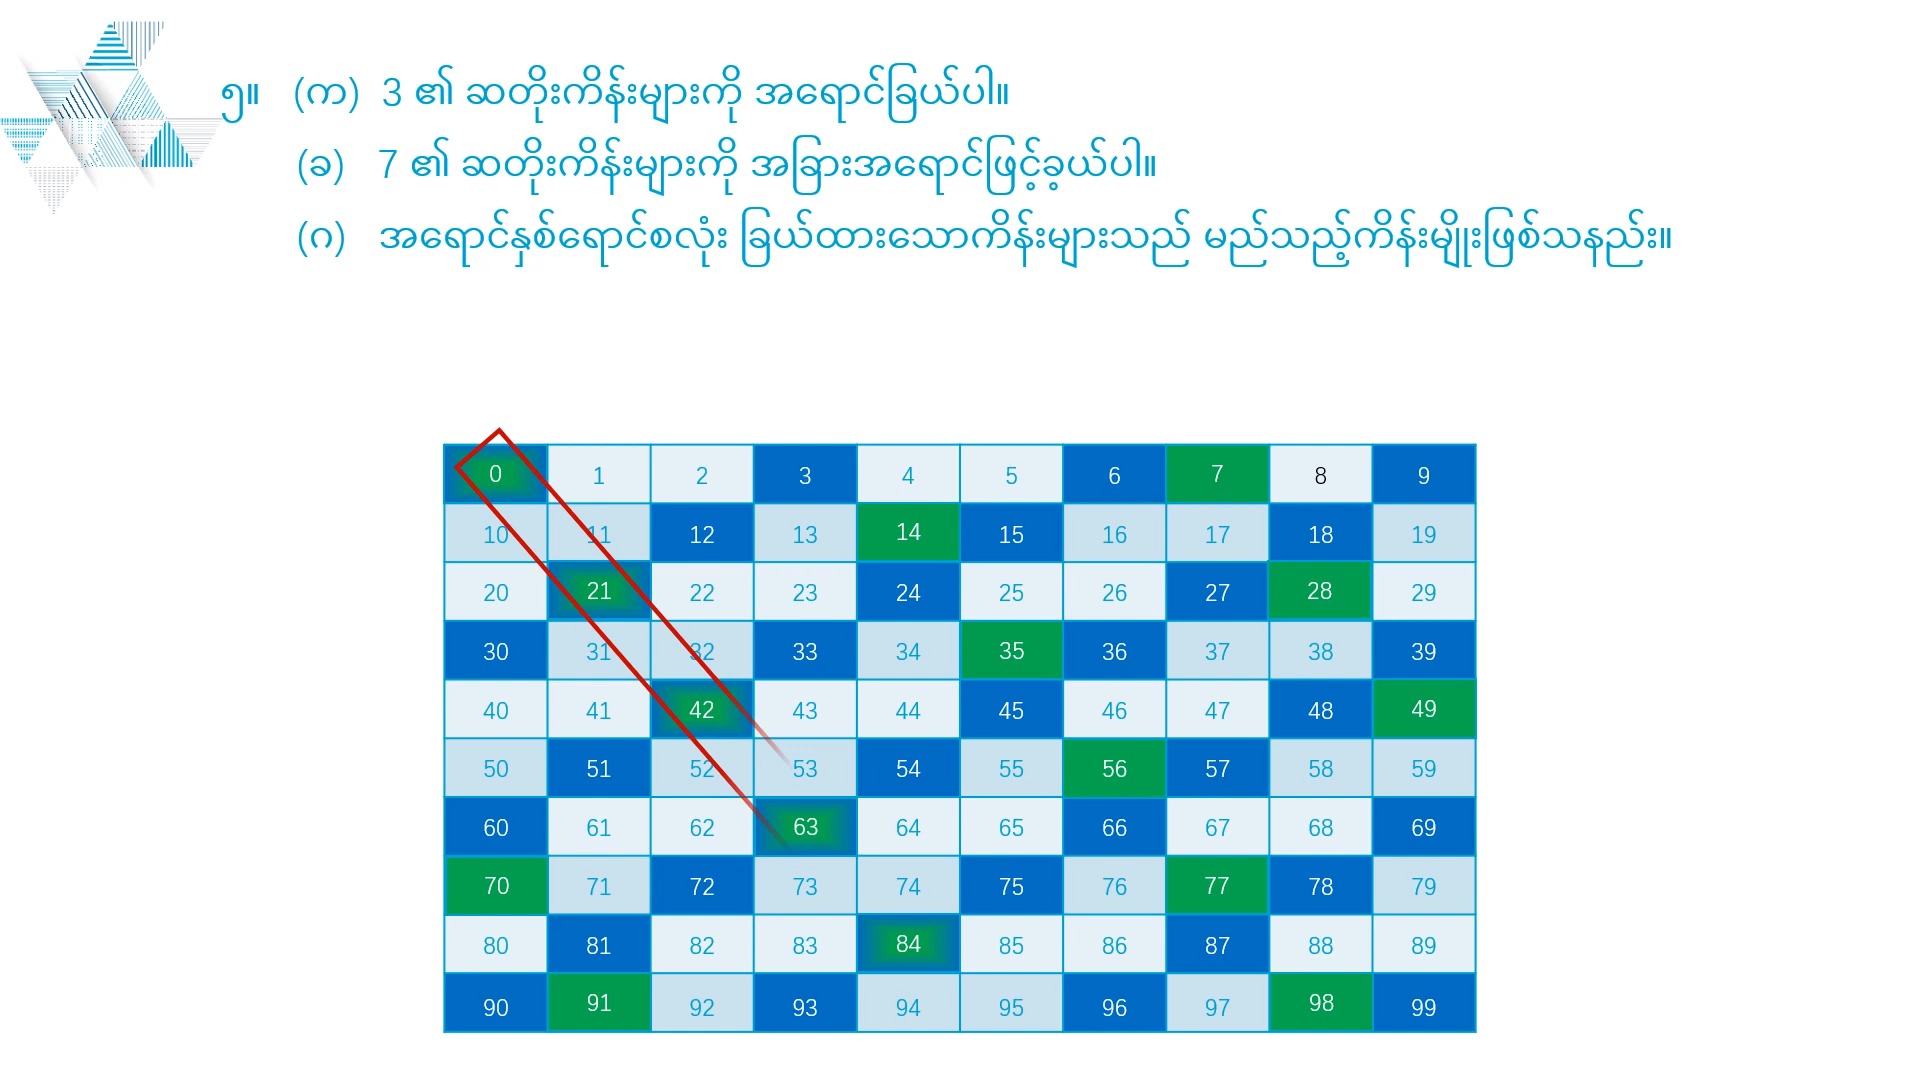 ၅။ (က) 3 ၏ ဆတိုးကိန်းများကို အရောင်ခြယ်ပါ။
(ခ) 7 ၏ ဆတိုးကိန်းများကို အခြားအရောင်ဖြင့်ခွယ်ပါ။
(ဂ) အရောင်နှစ်ရောင်စလုံး ခြယ်ထားသောကိန်းများသည် မည်သည့်ကိန်းမျိုးဖြစ်သနည်း။
0 1 2 3 4 5 6 7 8 9
10 11 12 13 14 15 16 17 18 19
20 21 22 23 24 25 26 27 28 29
30 31 32 33 34 35 36 37 38 39
40 41 42 43 44 45 46 47 48 49
50 51 52 53 54 55 56 57 58 59
60 61 62 63 64 65 66 67 68 69
70 71 72 73 74 75 76 77 78 79
80 81 82 83 84 85 86 87 88 89
90 91 92 93 94 95 96 97 98 99